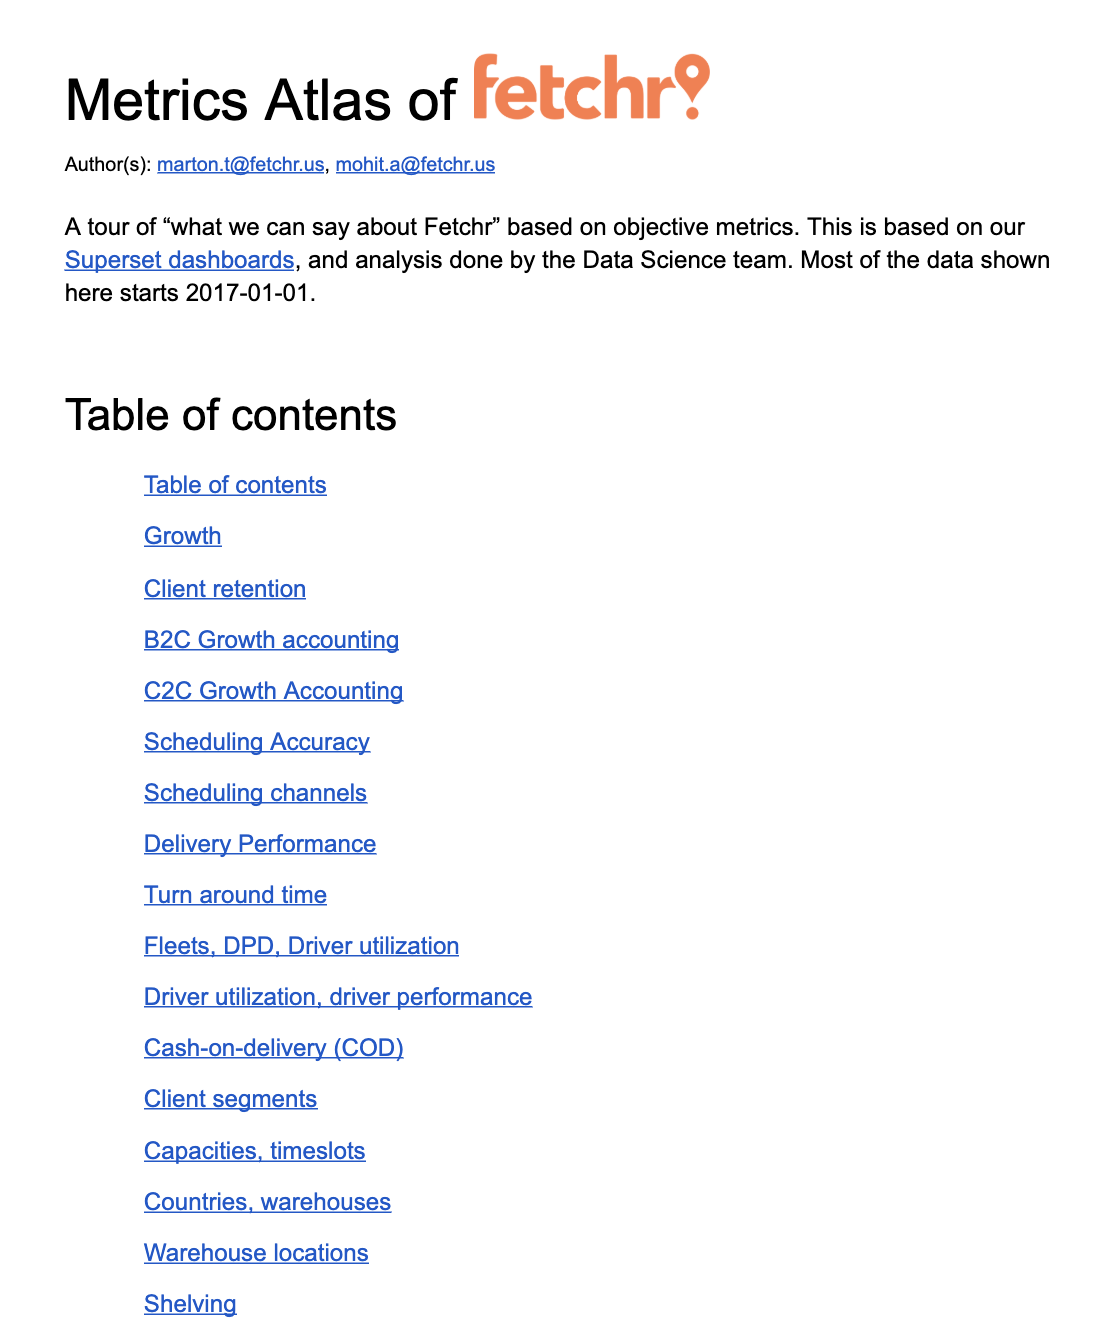 Metrics Atlas of fetchr
Author(s): marton.t@fetchr.us, mohit.a@fetchr.us
A tour of “what we can say about Fetchr” based on objective metrics. This is based on our
Superset dashboards, and analysis done by the Data Science team. Most of the data shown
here starts 2017-01-01.
Table of contents
Table of contents
Growth
Client retention
B2C Growth accounting
C2C Growth Accounting
Scheduling Accuracy
Scheduling channels
Delivery Performance
Turn around time
Fleets, DPD, Driver utilization
Driver utilization, driver performance
Cash-on-delivery (COD)
Client segments
Capacities, timeslots
Countries, warehouses
Warehouse locations
Shelving